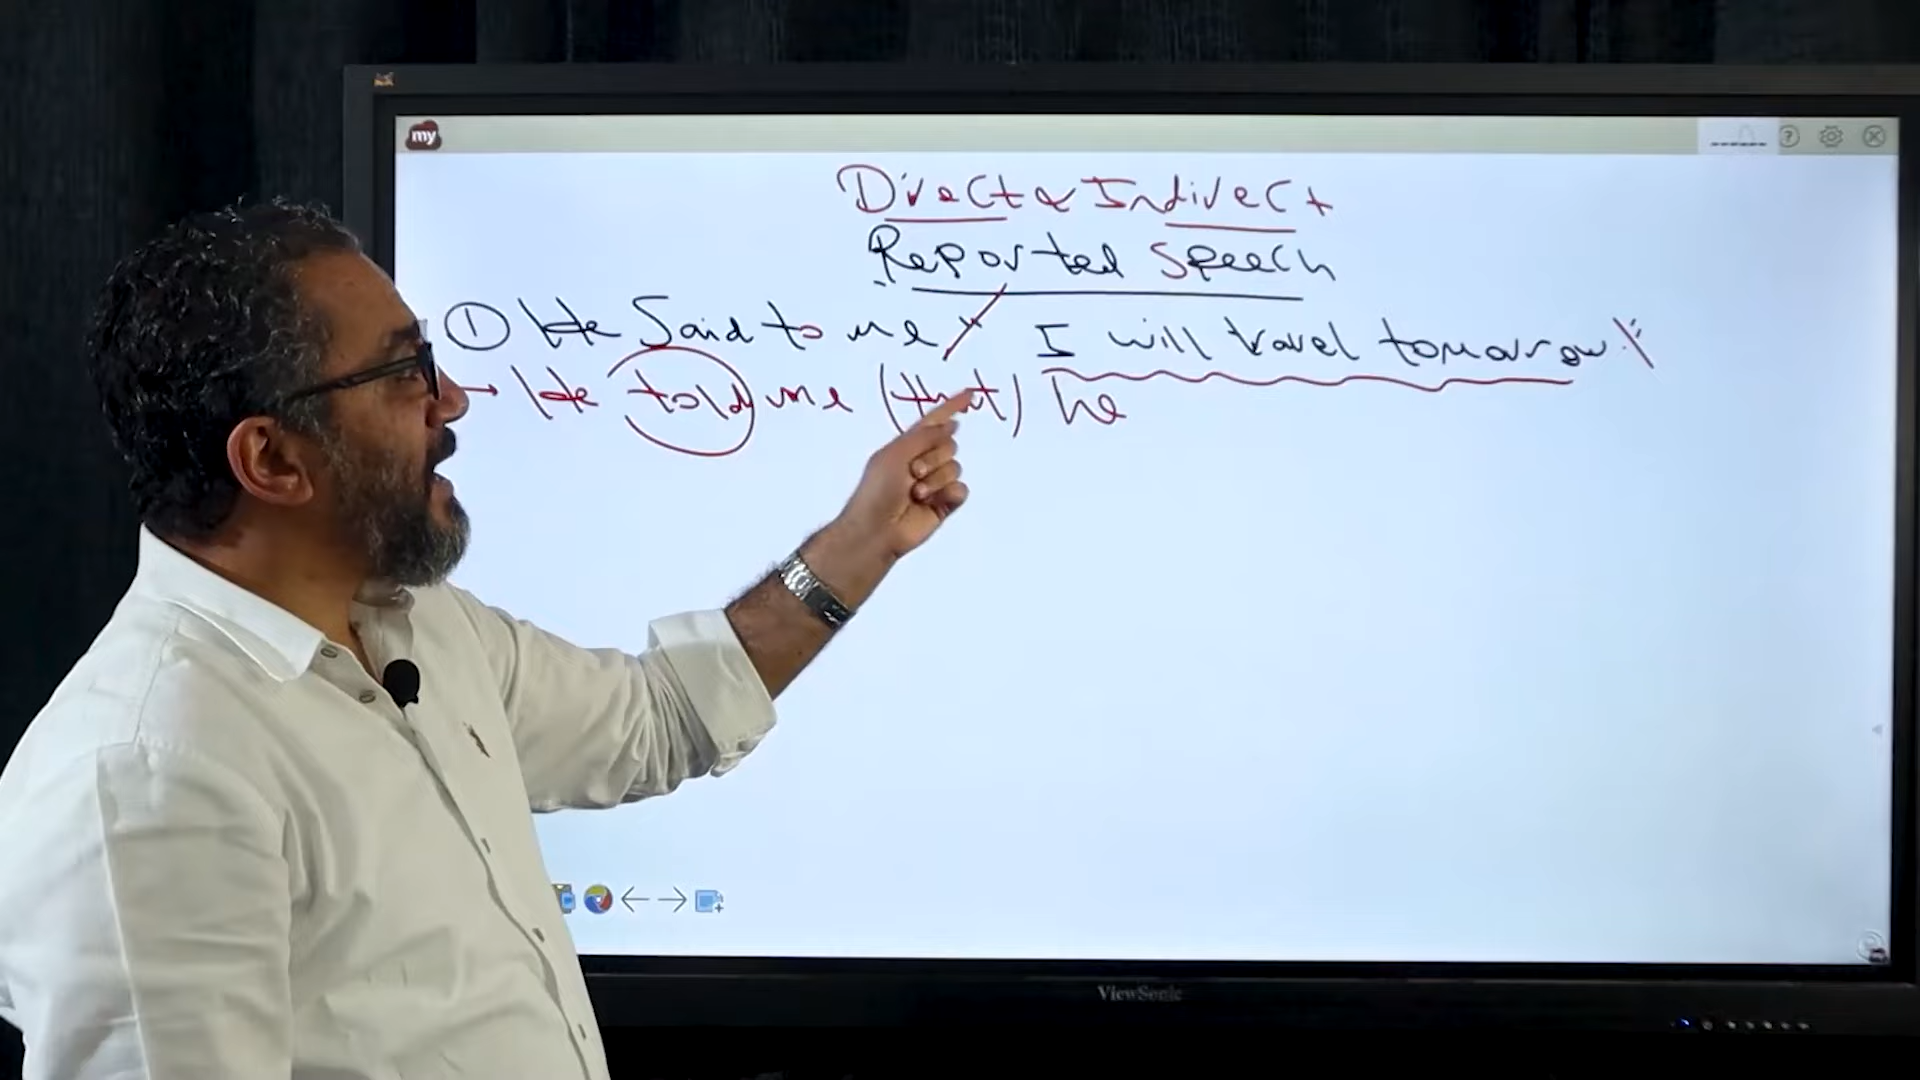 my
Direct & Indirect
Reported Speech
① He Said to me " I will travel tomorrow."
→ He told me (that) he
ViewSonic